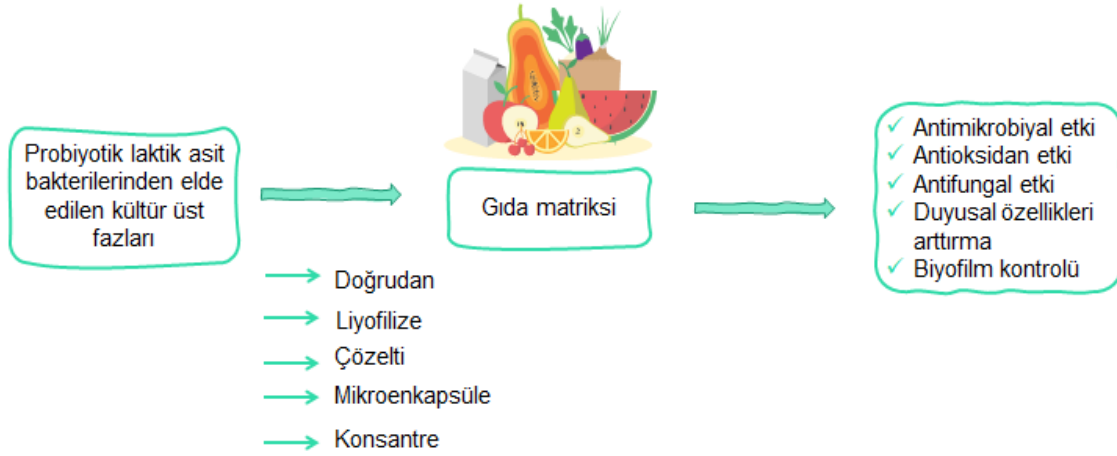 Probiyotik laktik asit
bakterilerinden elde
edilen kültür üst
fazları
Gıda matriksi
Doğrudan
Liyofilize
Çözelti
Mikroenkapsüle
Konsantre
✓ Antimikrobiyal etki
✓ Antioksidan etki
✓ Antifungal etki
✓ Duyusal özellikleri
arttırma
✓ Biyofilm kontrolü